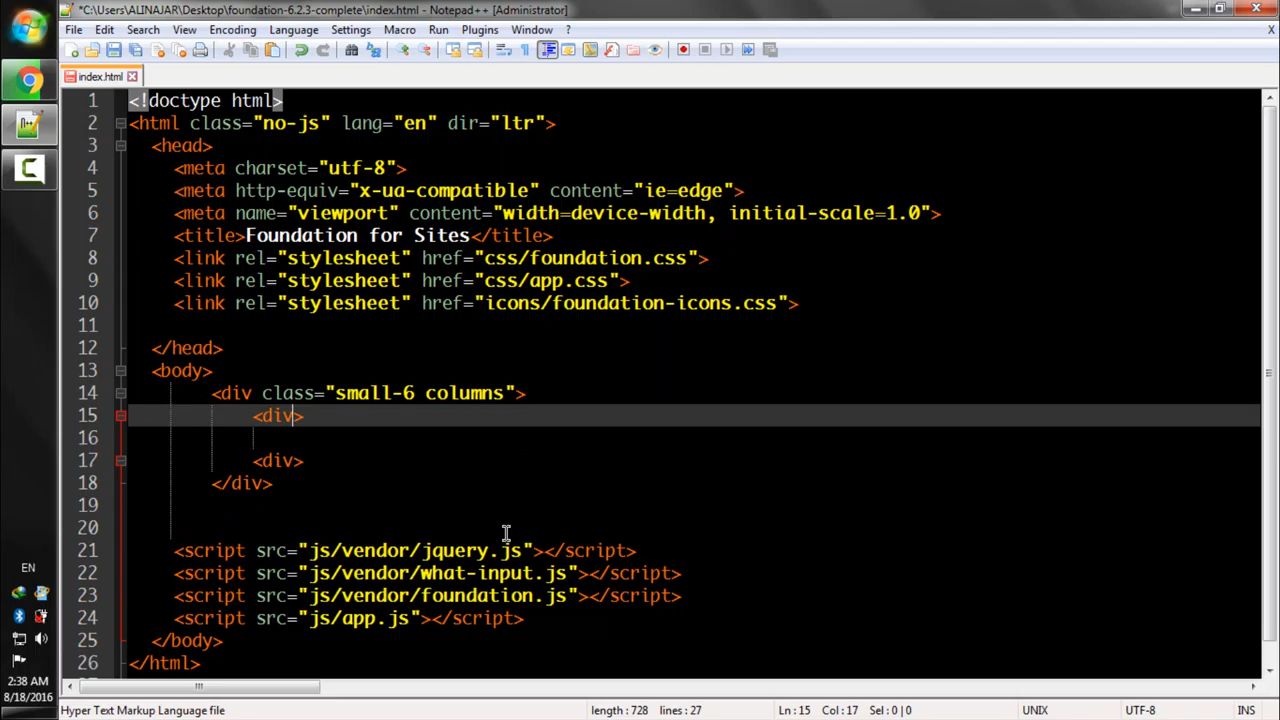 *C:\Users\ALINAJAR\Desktop\foundation-6.2.3-complete\index.html - Notepad++ [Administrator]
File Edit Search View Encoding Language Settings Macro Run Plugins Window ? X
index.html
1 <!doctype html>
2 <html class="no-js" lang="en" dir="ltr">
3 <head>
4 <meta charset="utf-8">
5 <meta http-equiv="x-ua-compatible" content="ie=edge">
6 <meta name="viewport" content="width=device-width, initial-scale=1.0">
7 <title>Foundation for Sites</title>
8 <link rel="stylesheet" href="css/foundation.css">
9 <link rel="stylesheet" href="css/app.css">
10 <link rel="stylesheet" href="icons/foundation-icons.css">
11
12 </head>
13 <body>
14 <div class="small-6 columns">
15 <div>
16
17 <div>
18 </div>
19
20
21 <script src="js/vendor/jquery.js"></script>
22 <script src="js/vendor/what-input.js"></script>
23 <script src="js/vendor/foundation.js"></script>
24 <script src="js/app.js"></script>
25 </body>
26 </html>
EN
2:38 AM
8/18/2016
Hyper Text Markup Language file length : 728 lines : 27 Ln : 15 Col : 17 Sel : 0 | 0 UNIX UTF-8 INS